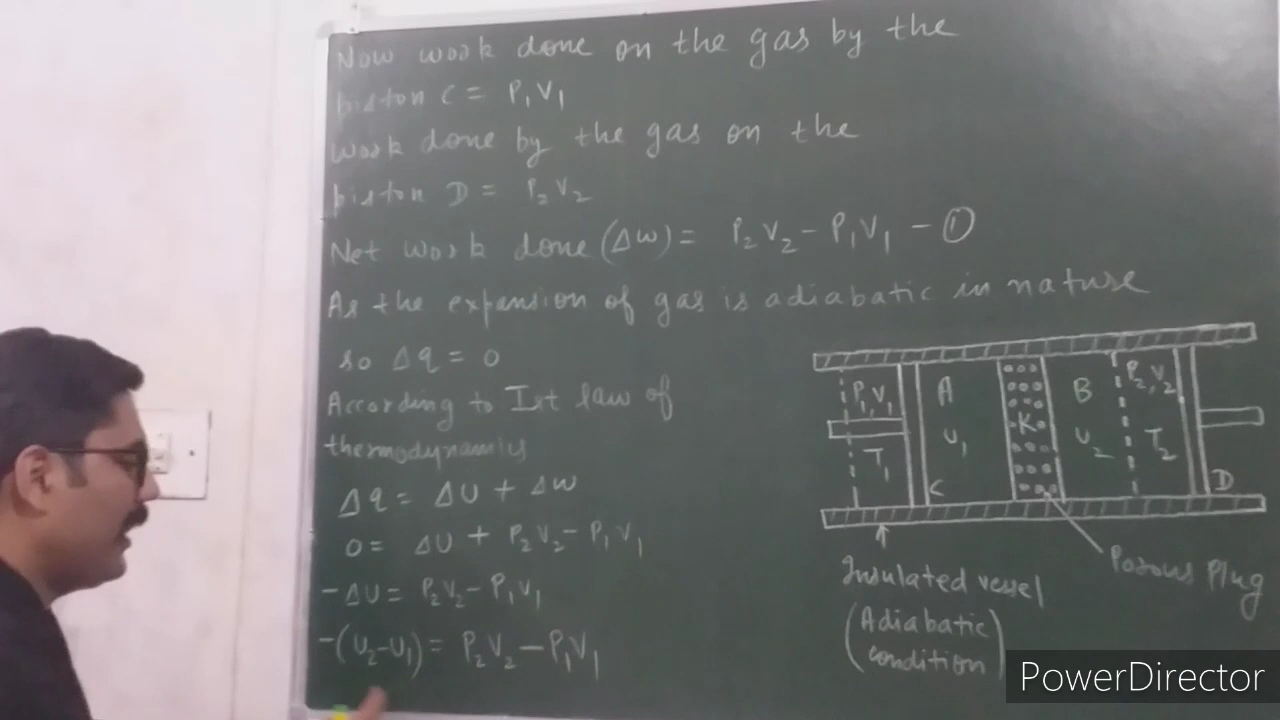 Now work done on the gas by the
piston C = P₁V₁
work done by the gas on the
piston D = P₂V₂
Net work done (Δw) = P₂V₂ - P₁V₁ - ①
As the expansion of gas is adiabatic in nature
so Δq = 0
According to Ist law of
thermodynamics
Δq = ΔU + Δw
0 = ΔU + P₂V₂ - P₁V₁
-ΔU = P₂V₂ - P₁V₁
-(U₂-U₁) = P₂V₂ - P₁V₁
P₁,V₁ A K B P₂,V₂
T₁ U₁ U₂ T₂
C D
Insulated vessel Porous Plug
(Adiabatic
condition)
PowerDirector